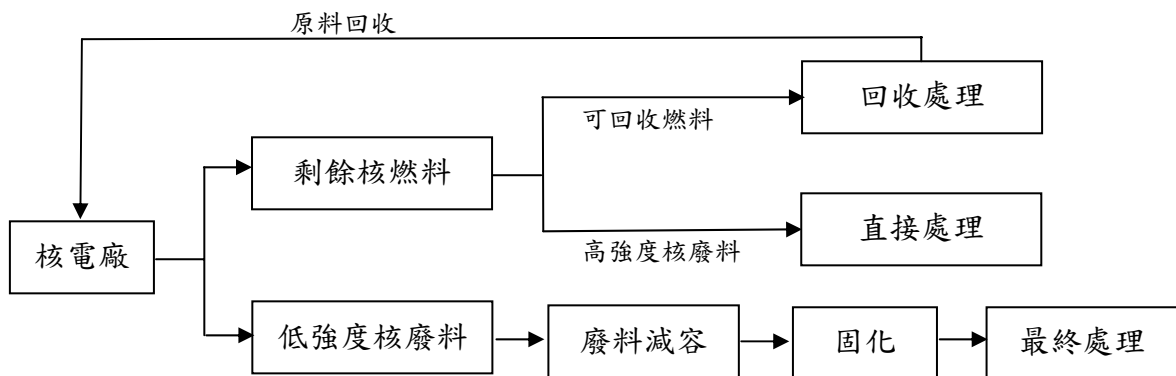 原料回收
回收處理
可回收燃料
剩餘核燃料
直接處理
核電廠
高強度核廢料
低強度核廢料
廢料減容
固化
最終處理